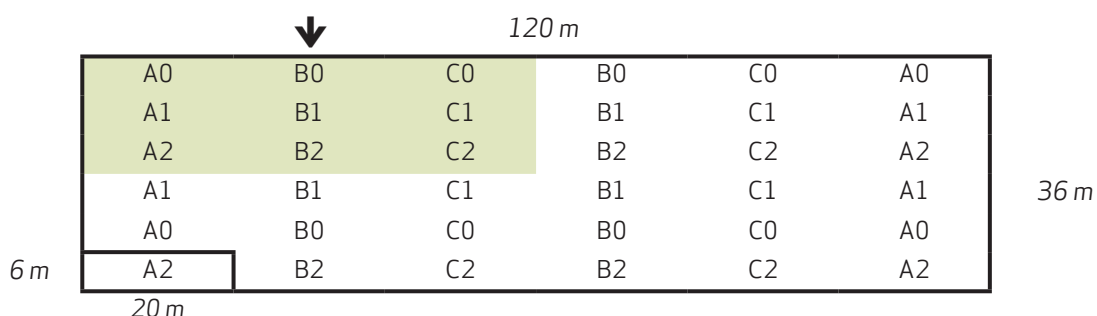 120 m
A0 B0 C0 B0 C0 A0
A1 B1 C1 B1 C1 A1
A2 B2 C2 B2 C2 A2
A1 B1 C1 B1 C1 A1
36 m
A0 B0 C0 B0 C0 A0
6 m
A2 B2 C2 B2 C2 A2
20 m